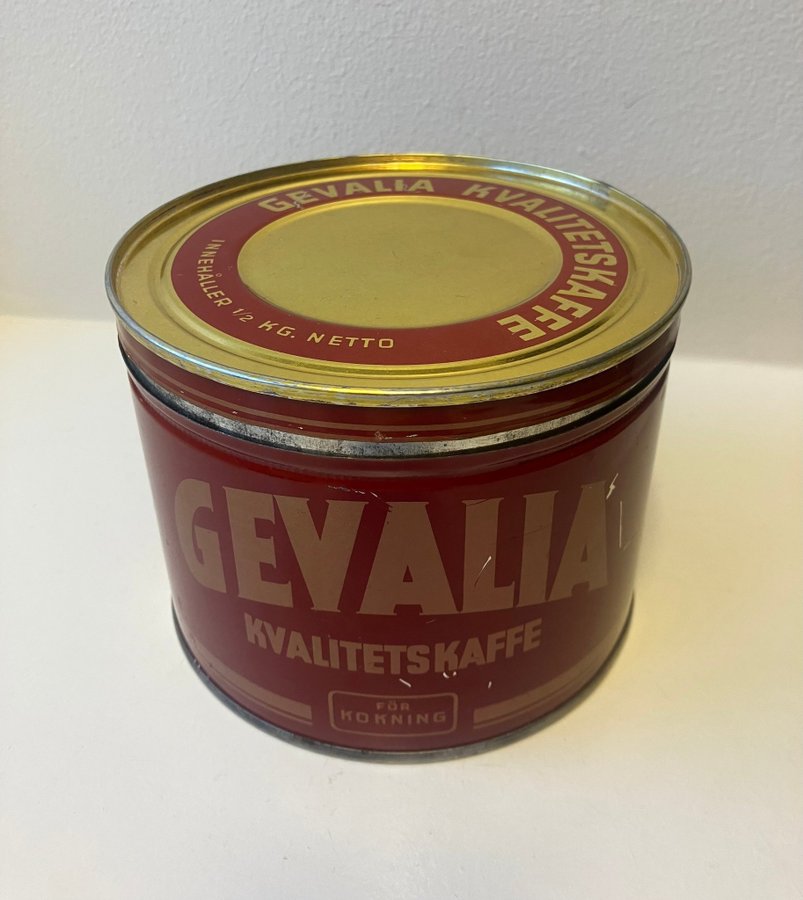 GEVALIA KVALITETSKAFFE
INNEHÅLLER 1/2 KG. NETTO
GEVALIA
KVALITETSKAFFE
FÖR
KOKNING